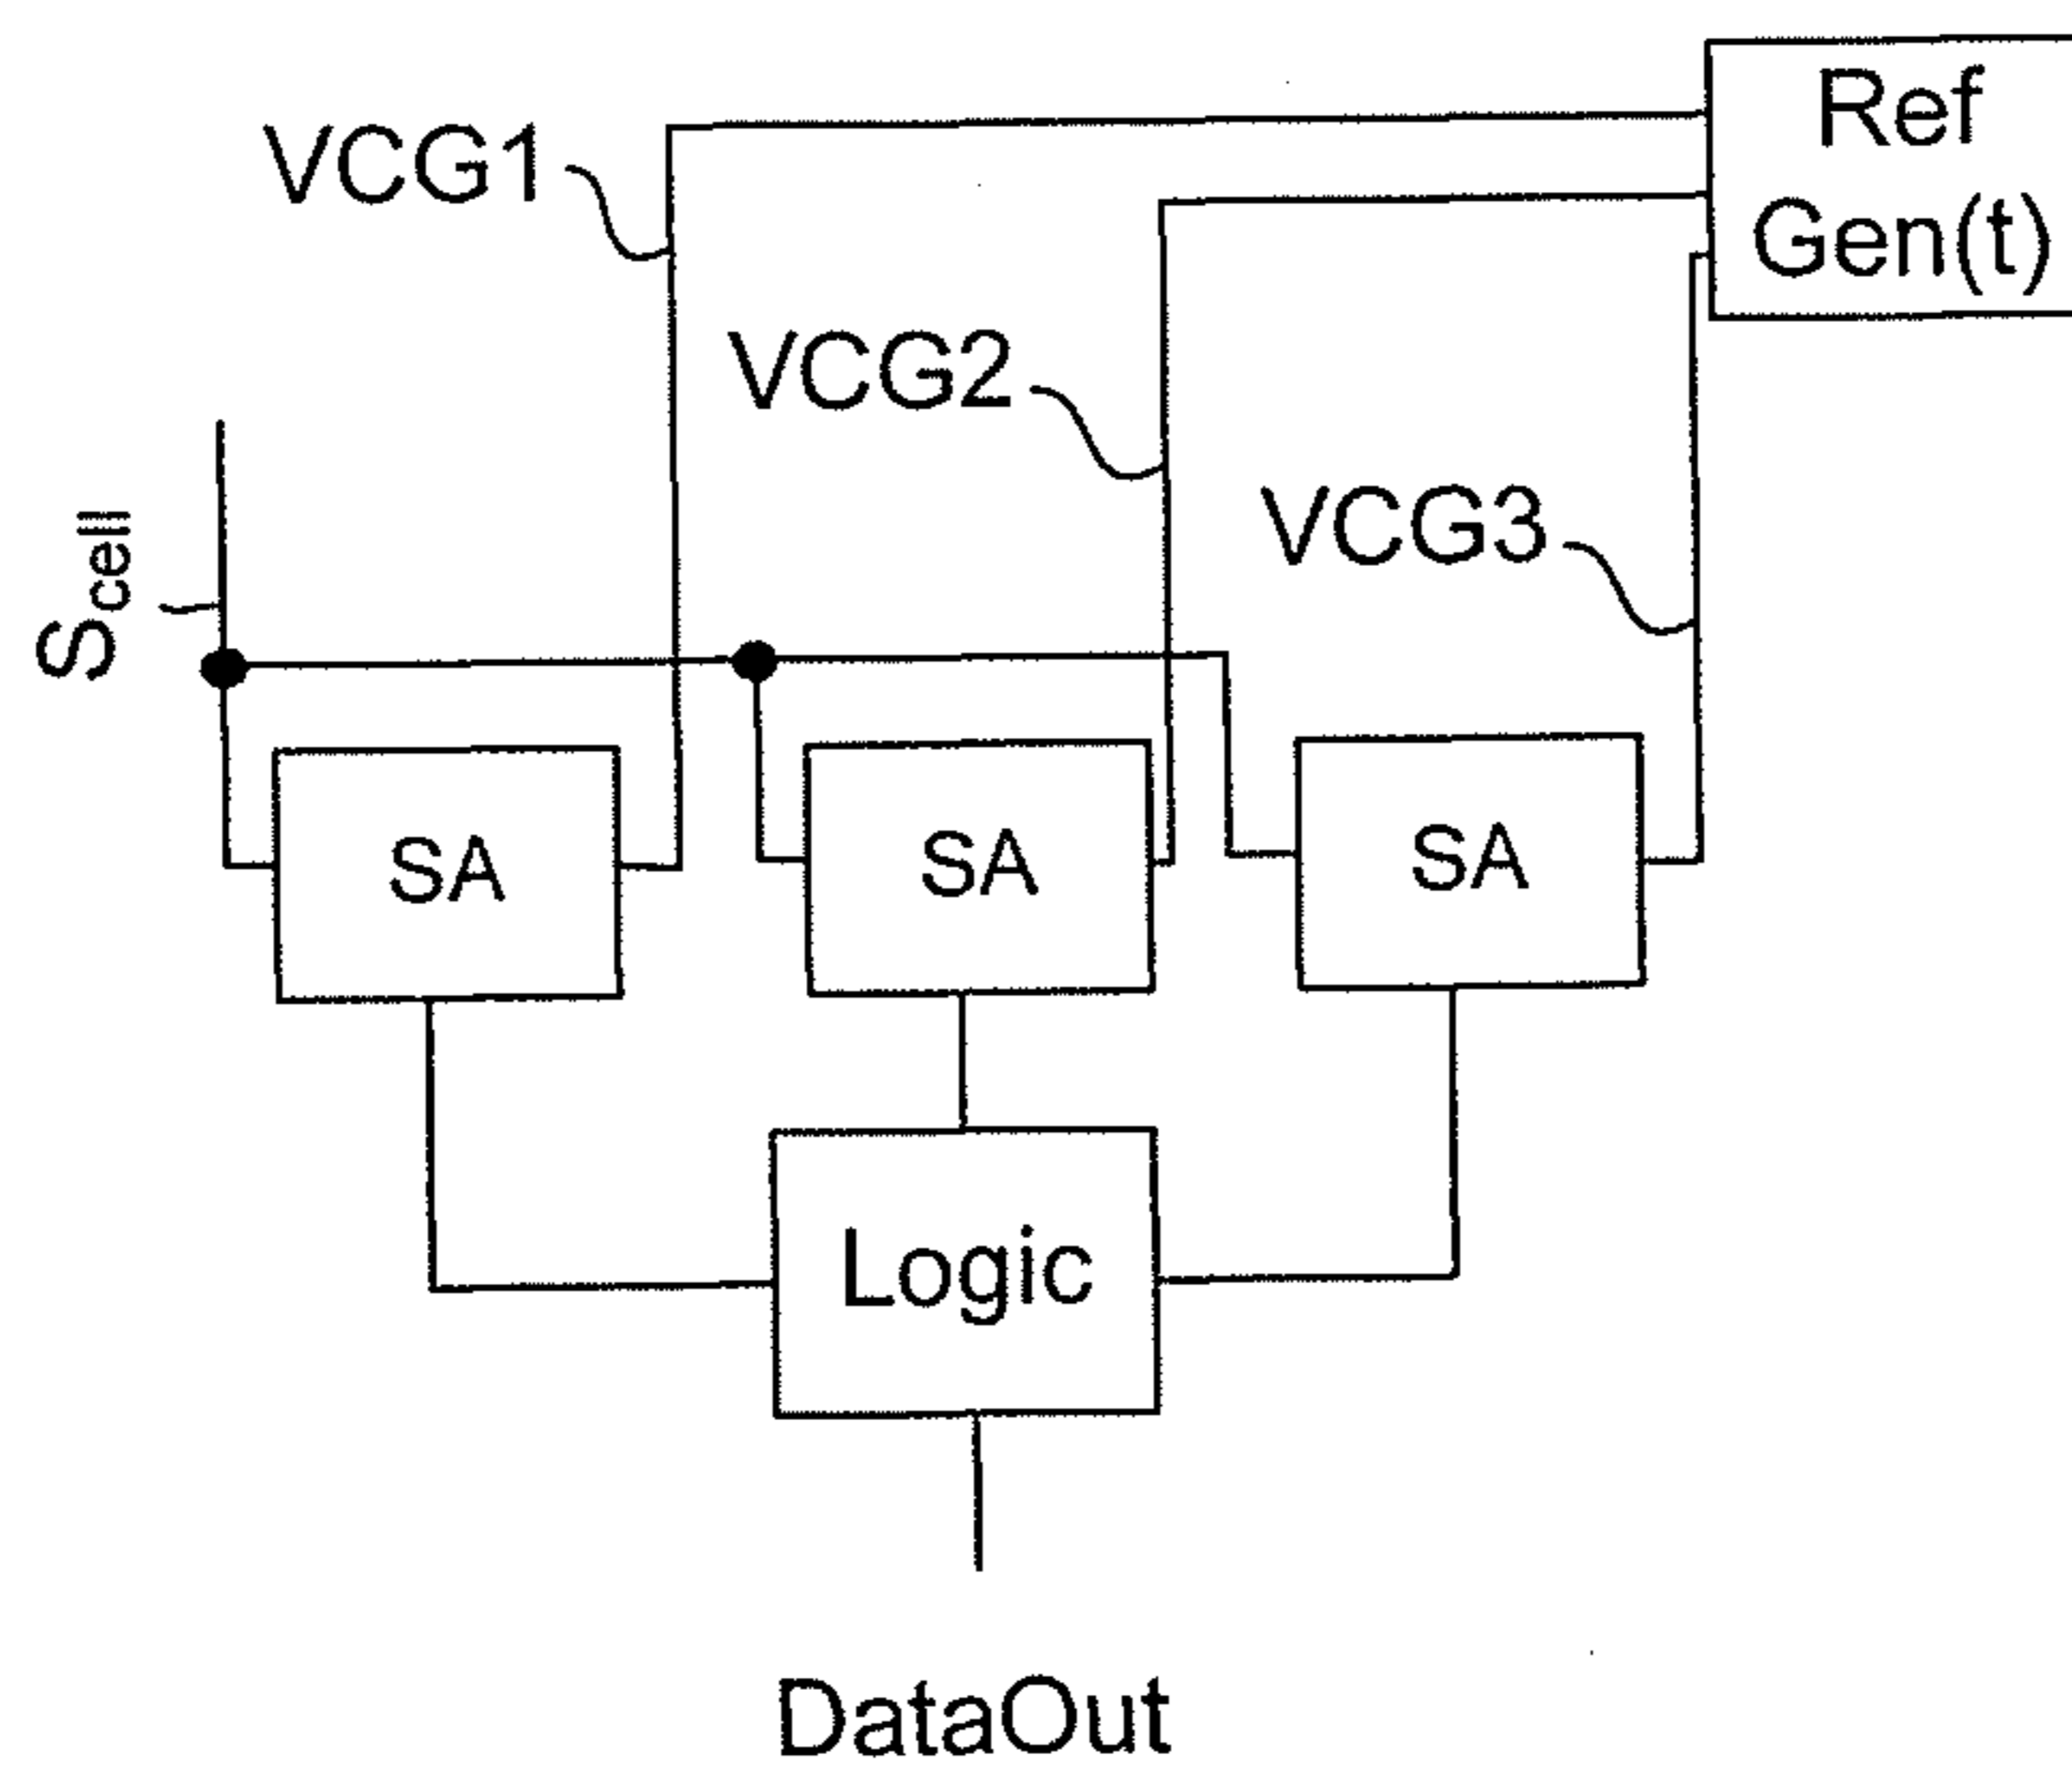 Ref
Gen(t)
VCG1
VCG2
VCG3
Scell
SA
SA
SA
Logic
DataOut